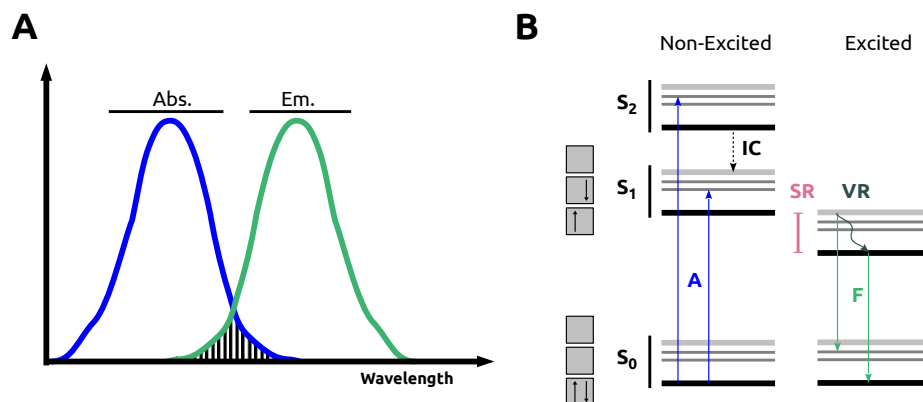 A
Abs.
Em.
Wavelength
B
Non-Excited
Excited
S2
IC
S1
SR
VR
A
F
S0